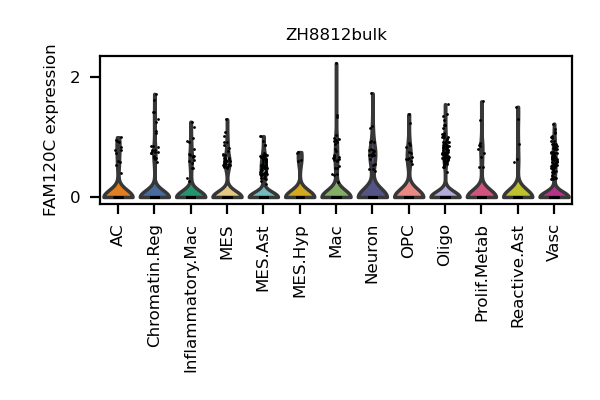 ZH8812bulk
FAM120C expression
2
0
AC
Chromatin.Reg
Inflammatory.Mac
MES
MES.Ast
MES.Hyp
Mac
Neuron
OPC
Oligo
Prolif.Metab
Reactive.Ast
Vasc